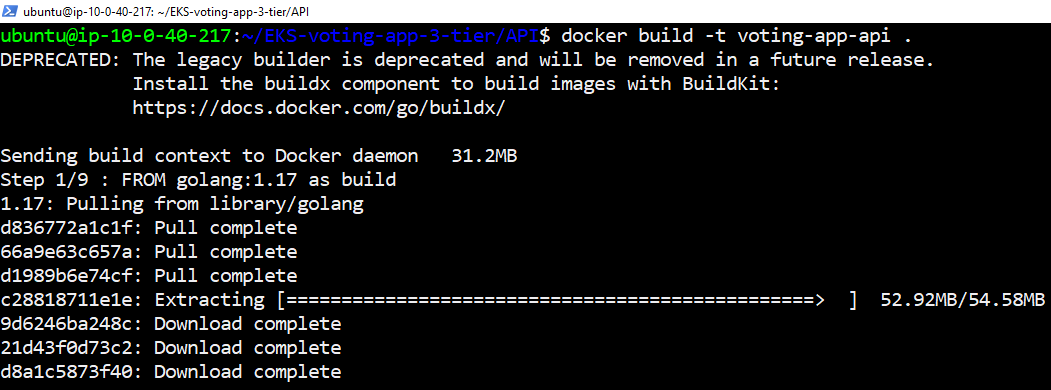 ubuntu@ip-10-0-40-217: ~/EKS-voting-app-3-tier/API
ubuntu@ip-10-0-40-217:~/EKS-voting-app-3-tier/API$ docker build -t voting-app-api .
DEPRECATED: The legacy builder is deprecated and will be removed in a future release.
            Install the buildx component to build images with BuildKit:
            https://docs.docker.com/go/buildx/
Sending build context to Docker daemon   31.2MB
Step 1/9 : FROM golang:1.17 as build
1.17: Pulling from library/golang
d836772a1c1f: Pull complete
66a9e63c657a: Pull complete
d1989b6e74cf: Pull complete
c28818711e1e: Extracting [================================================>  ]  52.92MB/54.58MB
9d6246ba248c: Download complete
21d43f0d73c2: Download complete
d8a1c5873f40: Download complete